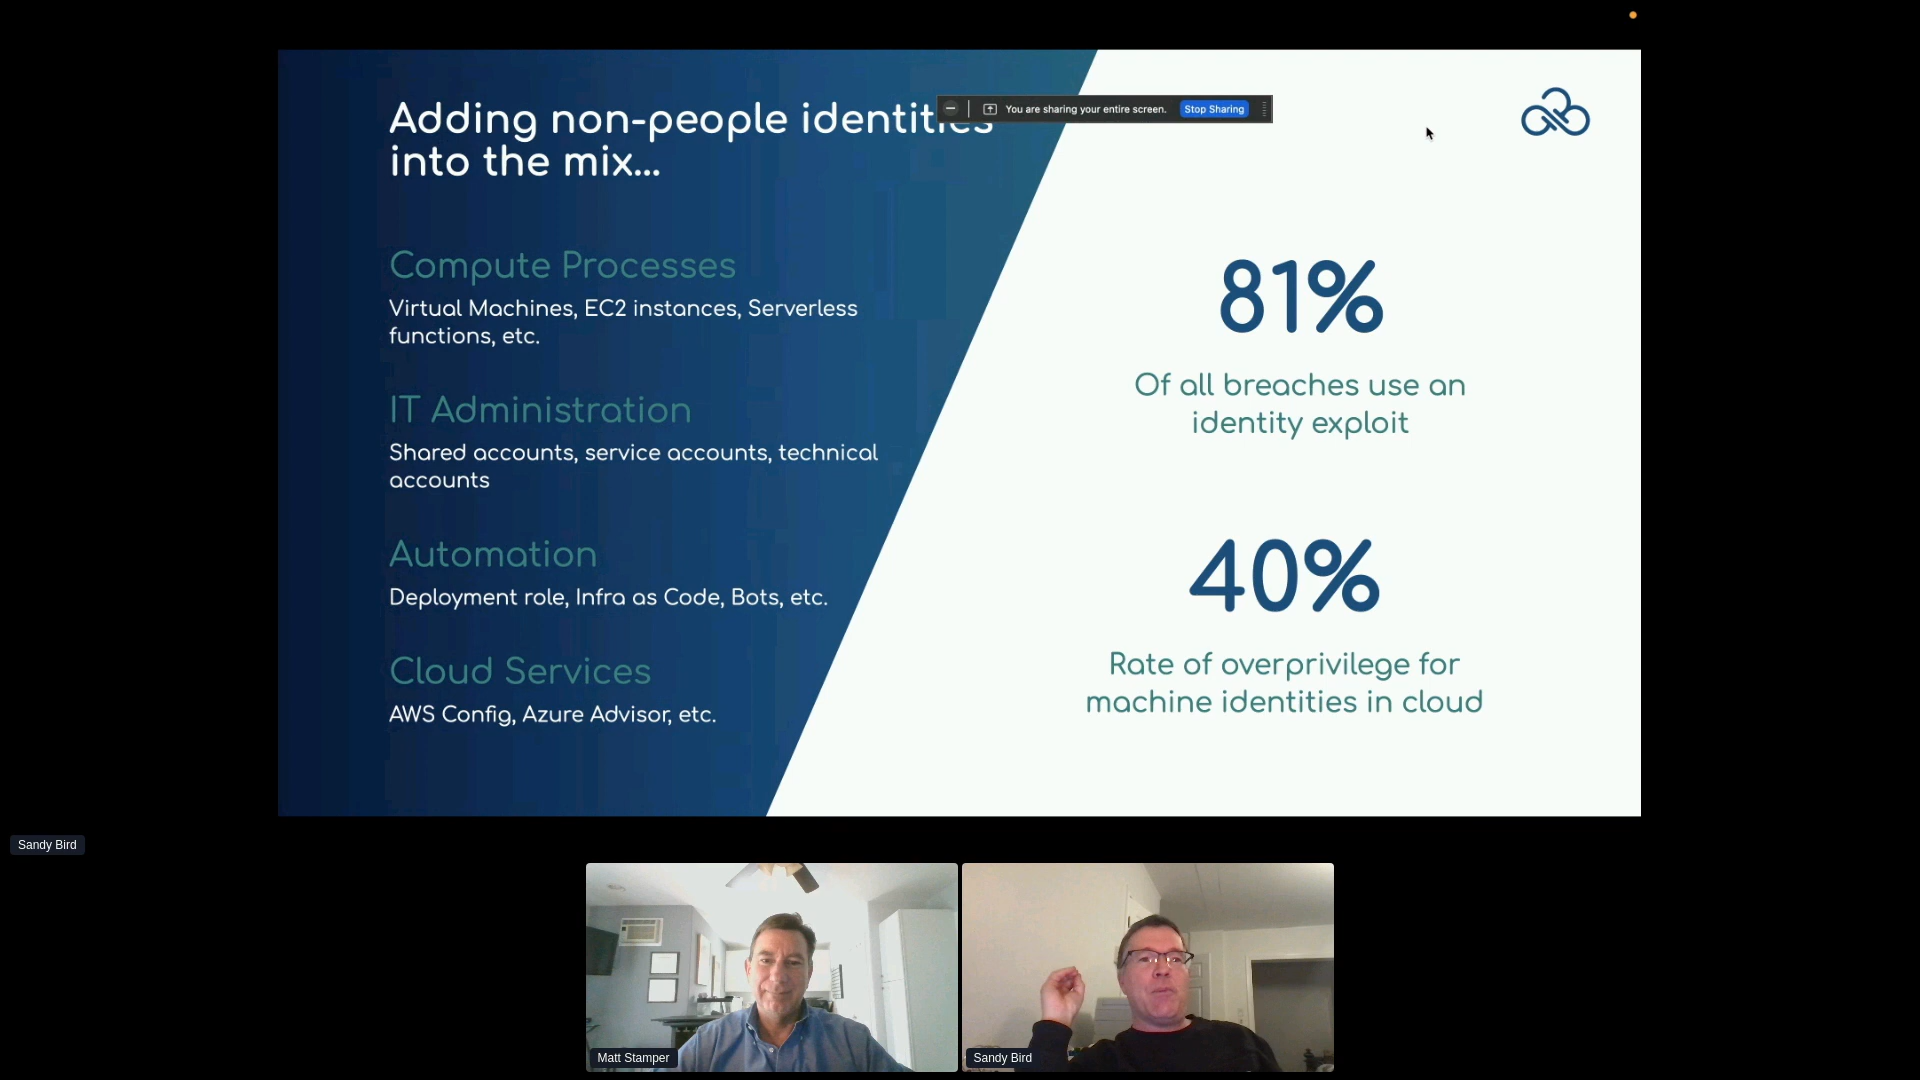 Adding non-people identities
into the mix...
You are sharing your entire screen. Stop Sharing
Compute Processes
Virtual Machines, EC2 instances, Serverless
functions, etc.
IT Administration
Shared accounts, service accounts, technical
accounts
Automation
Deployment role, Infra as Code, Bots, etc.
Cloud Services
AWS Config, Azure Advisor, etc.
81%
Of all breaches use an
identity exploit
40%
Rate of overprivilege for
machine identities in cloud
Sandy Bird
Matt Stamper
Sandy Bird